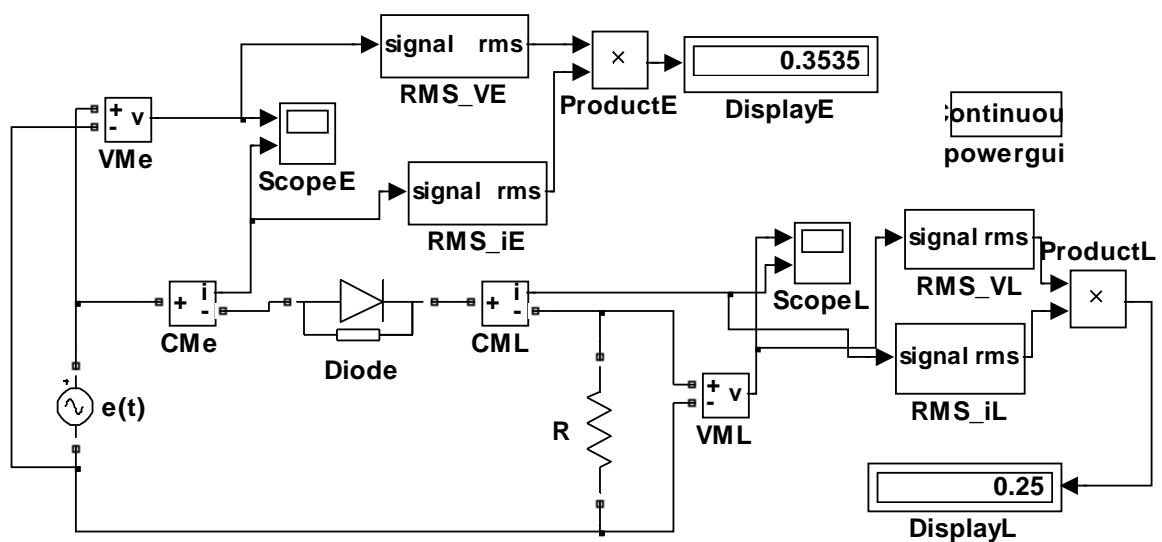 signal rms
RMS_VE
×
ProductE
0.3535
DisplayE
+
-
v
VMe
ScopeE
ontinuou
powergui
signal rms
RMS_iE
signal rms
RMS_VL
ProductL
×
ScopeL
+
i
-
CMe
Diode
+
i
-
CML
signal rms
RMS_iL
+
e(t)
R
+
-
v
VML
0.25
DisplayL